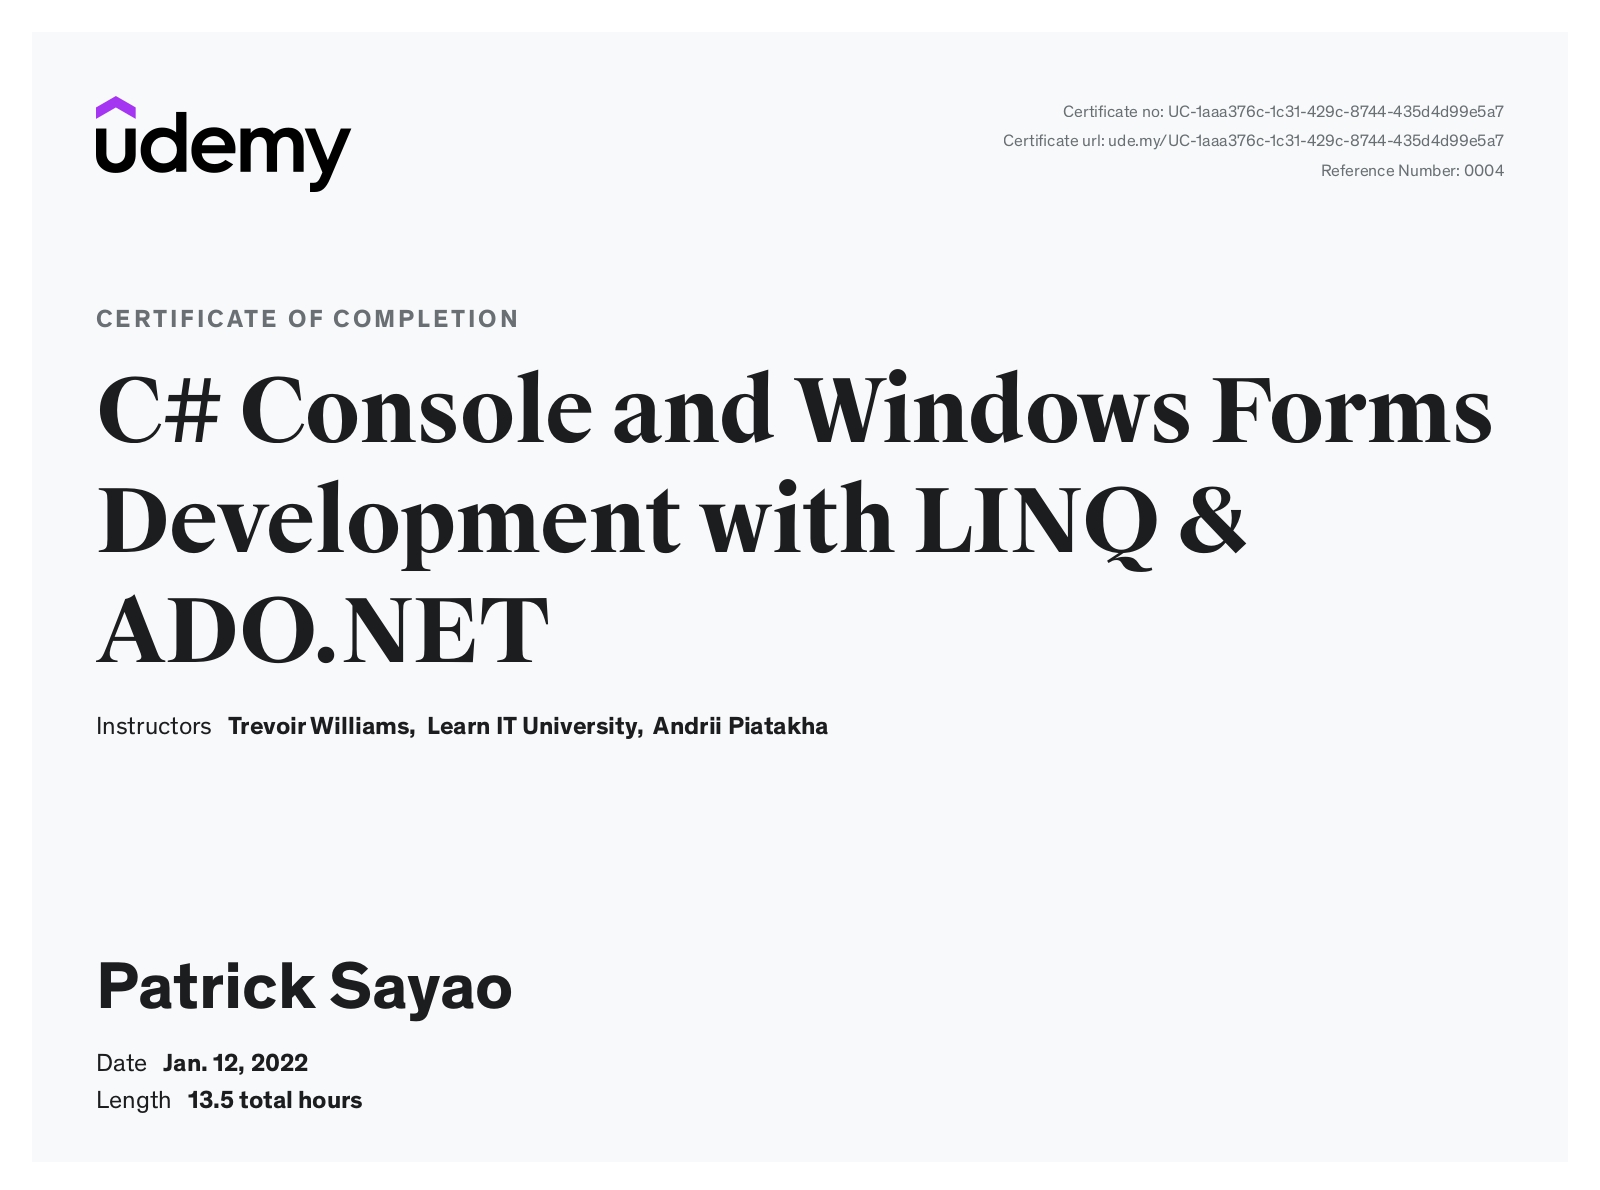 udemy
Certificate no: UC-1aaa376c-1c31-429c-8744-435d4d99e5a7
Certificate url: ude.my/UC-1aaa376c-1c31-429c-8744-435d4d99e5a7
Reference Number: 0004
CERTIFICATE OF COMPLETION
C# Console and Windows Forms
Development with LINQ &
ADO.NET
Instructors Trevoir Williams, Learn IT University, Andrii Piatakha
Patrick Sayao
Date Jan. 12, 2022
Length 13.5 total hours